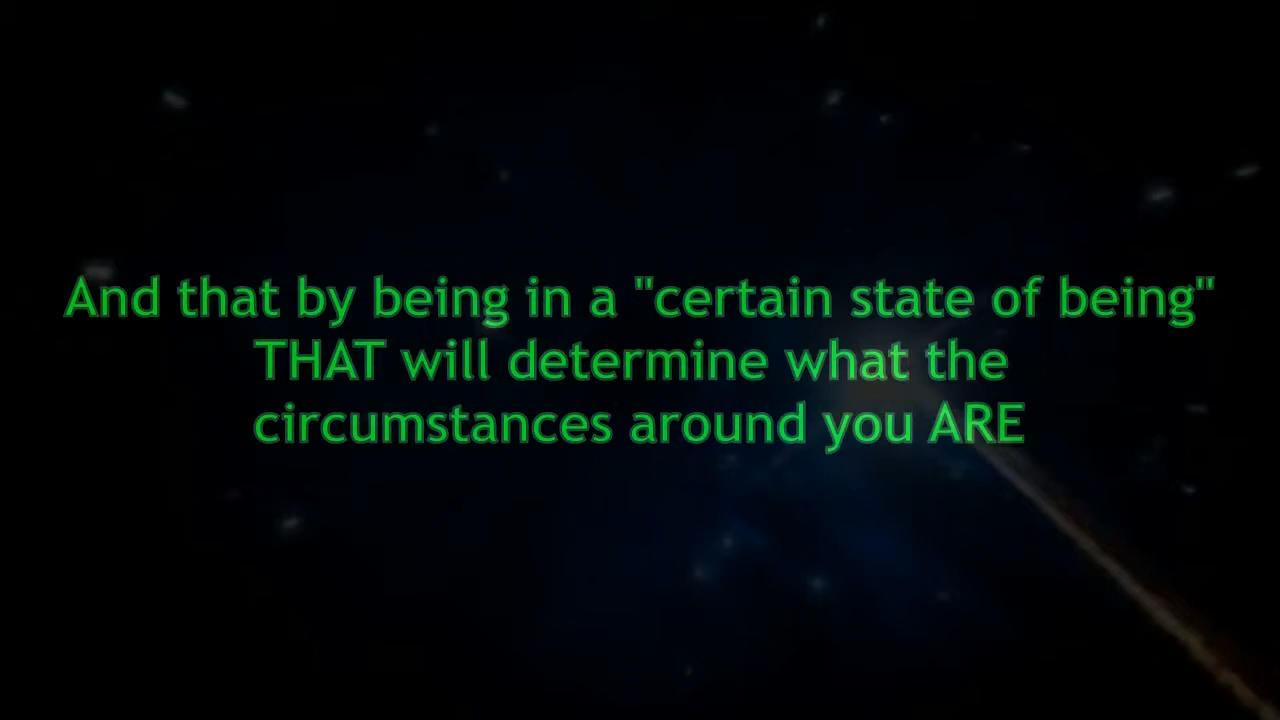 And that by being in a "certain state of being"
THAT will determine what the
circumstances around you ARE